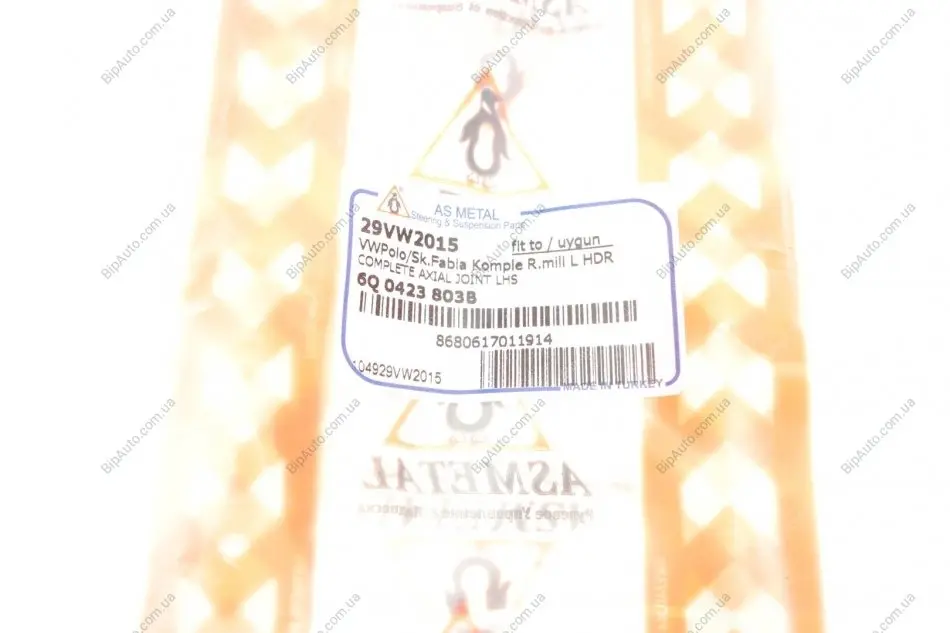 AS METAL
Steering & Suspension Parts
29VW2015
fit to / uygun
VWPolo/Sk.Fabia Komple R.mili L HDR
COMPLETE AXIAL JOINT LHS
6Q 0423 803B
8680617011914
104929VW2015
MADE IN TURKEY
ASMETAL
BipAuto.com.ua